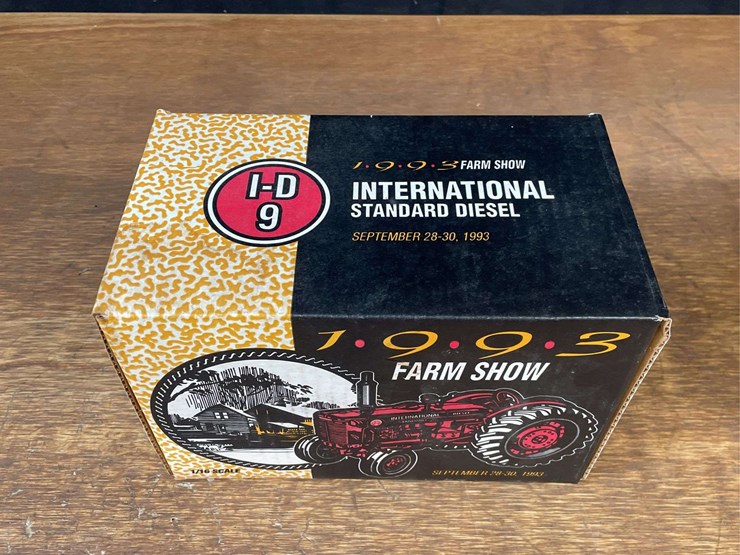 I-D
9
1·9·9·3 FARM SHOW
INTERNATIONAL
STANDARD DIESEL
SEPTEMBER 28-30, 1993
1·9·9·3
FARM SHOW
INTERNATIONAL
DIESEL
1/16 SCALE
SEPTEMBER 28-30, 1993